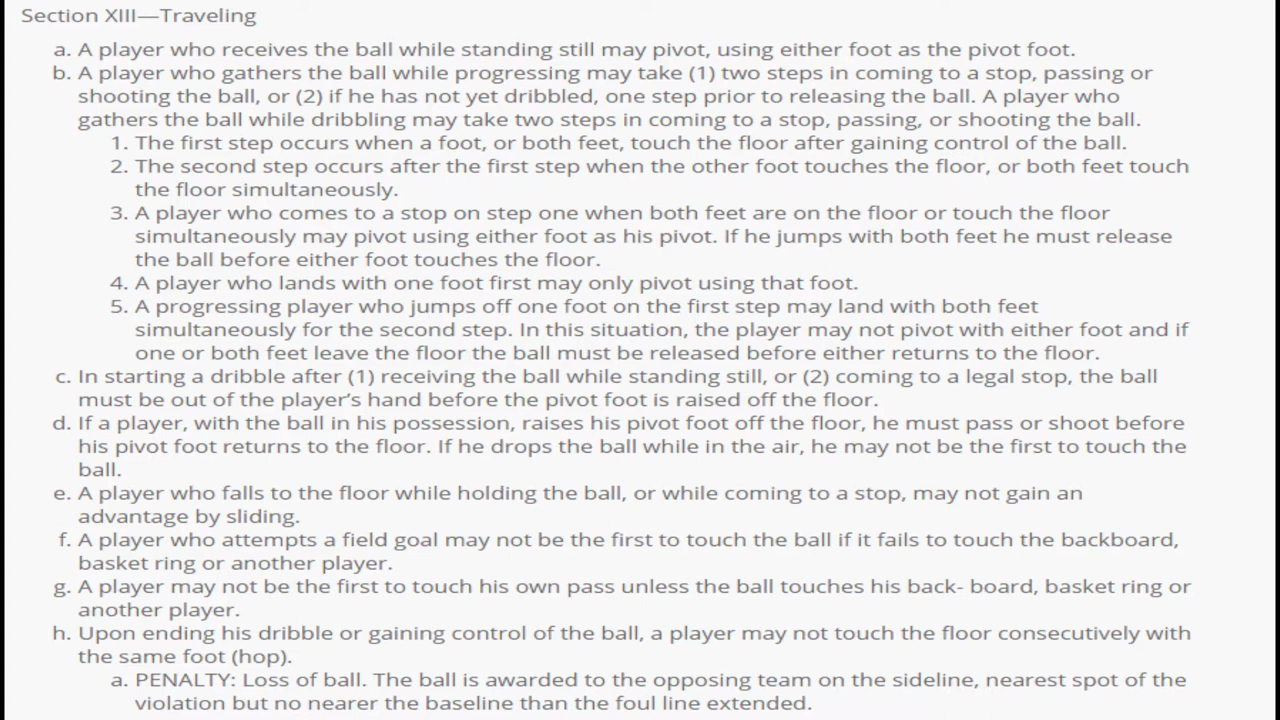 Section XIII—Traveling
a. A player who receives the ball while standing still may pivot, using either foot as the pivot foot.
b. A player who gathers the ball while progressing may take (1) two steps in coming to a stop, passing or
shooting the ball, or (2) if he has not yet dribbled, one step prior to releasing the ball. A player who
gathers the ball while dribbling may take two steps in coming to a stop, passing, or shooting the ball.
1. The first step occurs when a foot, or both feet, touch the floor after gaining control of the ball.
2. The second step occurs after the first step when the other foot touches the floor, or both feet touch
the floor simultaneously.
3. A player who comes to a stop on step one when both feet are on the floor or touch the floor
simultaneously may pivot using either foot as his pivot. If he jumps with both feet he must release
the ball before either foot touches the floor.
4. A player who lands with one foot first may only pivot using that foot.
5. A progressing player who jumps off one foot on the first step may land with both feet
simultaneously for the second step. In this situation, the player may not pivot with either foot and if
one or both feet leave the floor the ball must be released before either returns to the floor.
c. In starting a dribble after (1) receiving the ball while standing still, or (2) coming to a legal stop, the ball
must be out of the player’s hand before the pivot foot is raised off the floor.
d. If a player, with the ball in his possession, raises his pivot foot off the floor, he must pass or shoot before
his pivot foot returns to the floor. If he drops the ball while in the air, he may not be the first to touch the
ball.
e. A player who falls to the floor while holding the ball, or while coming to a stop, may not gain an
advantage by sliding.
f. A player who attempts a field goal may not be the first to touch the ball if it fails to touch the backboard,
basket ring or another player.
g. A player may not be the first to touch his own pass unless the ball touches his back- board, basket ring or
another player.
h. Upon ending his dribble or gaining control of the ball, a player may not touch the floor consecutively with
the same foot (hop).
a. PENALTY: Loss of ball. The ball is awarded to the opposing team on the sideline, nearest spot of the
violation but no nearer the baseline than the foul line extended.